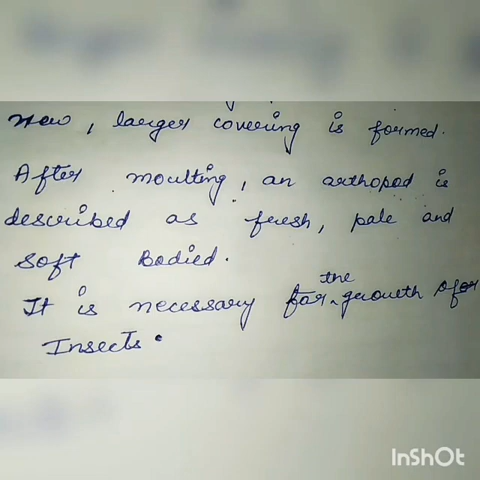 new, larger covering is formed.
After moulting, an arthopod is
described as fresh, pale and
soft Bodied.
It is necessary for the growth of
Insects.
InShOt